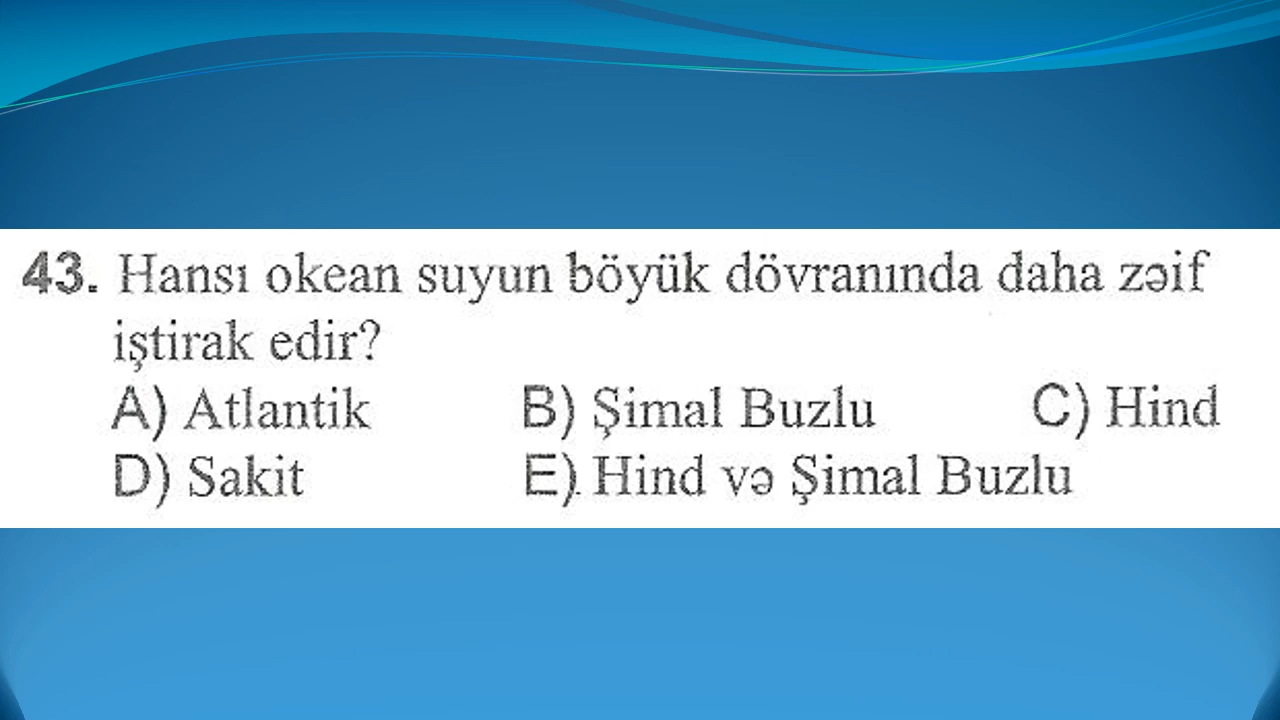 43. Hansı okean suyun böyük dövranında daha zəif
iştirak edir?
A) Atlantik B) Şimal Buzlu C) Hind
D) Sakit E) Hind və Şimal Buzlu